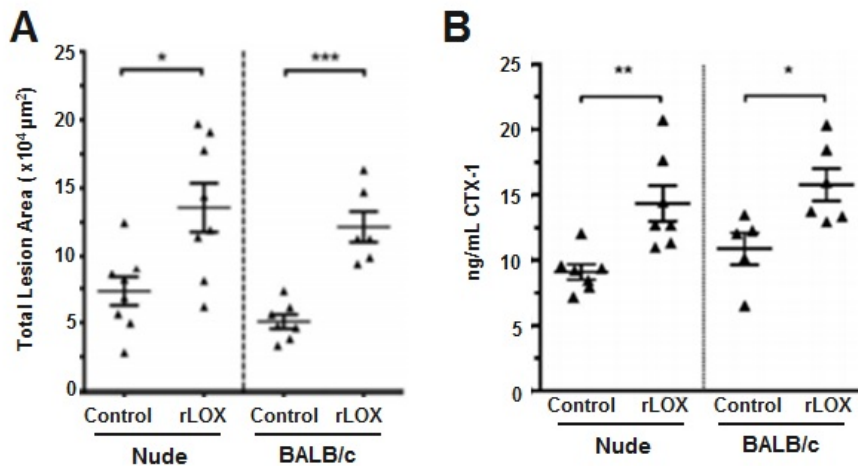 A
Total Lesion Area ( x10⁴ µm²)
25
20
15
10
5
0
*
***
Control rLOX Control rLOX
Nude BALB/c
B
ng/mL CTX-1
25
20
15
10
5
0
**
*
Control rLOX Control rLOX
Nude BALB/c